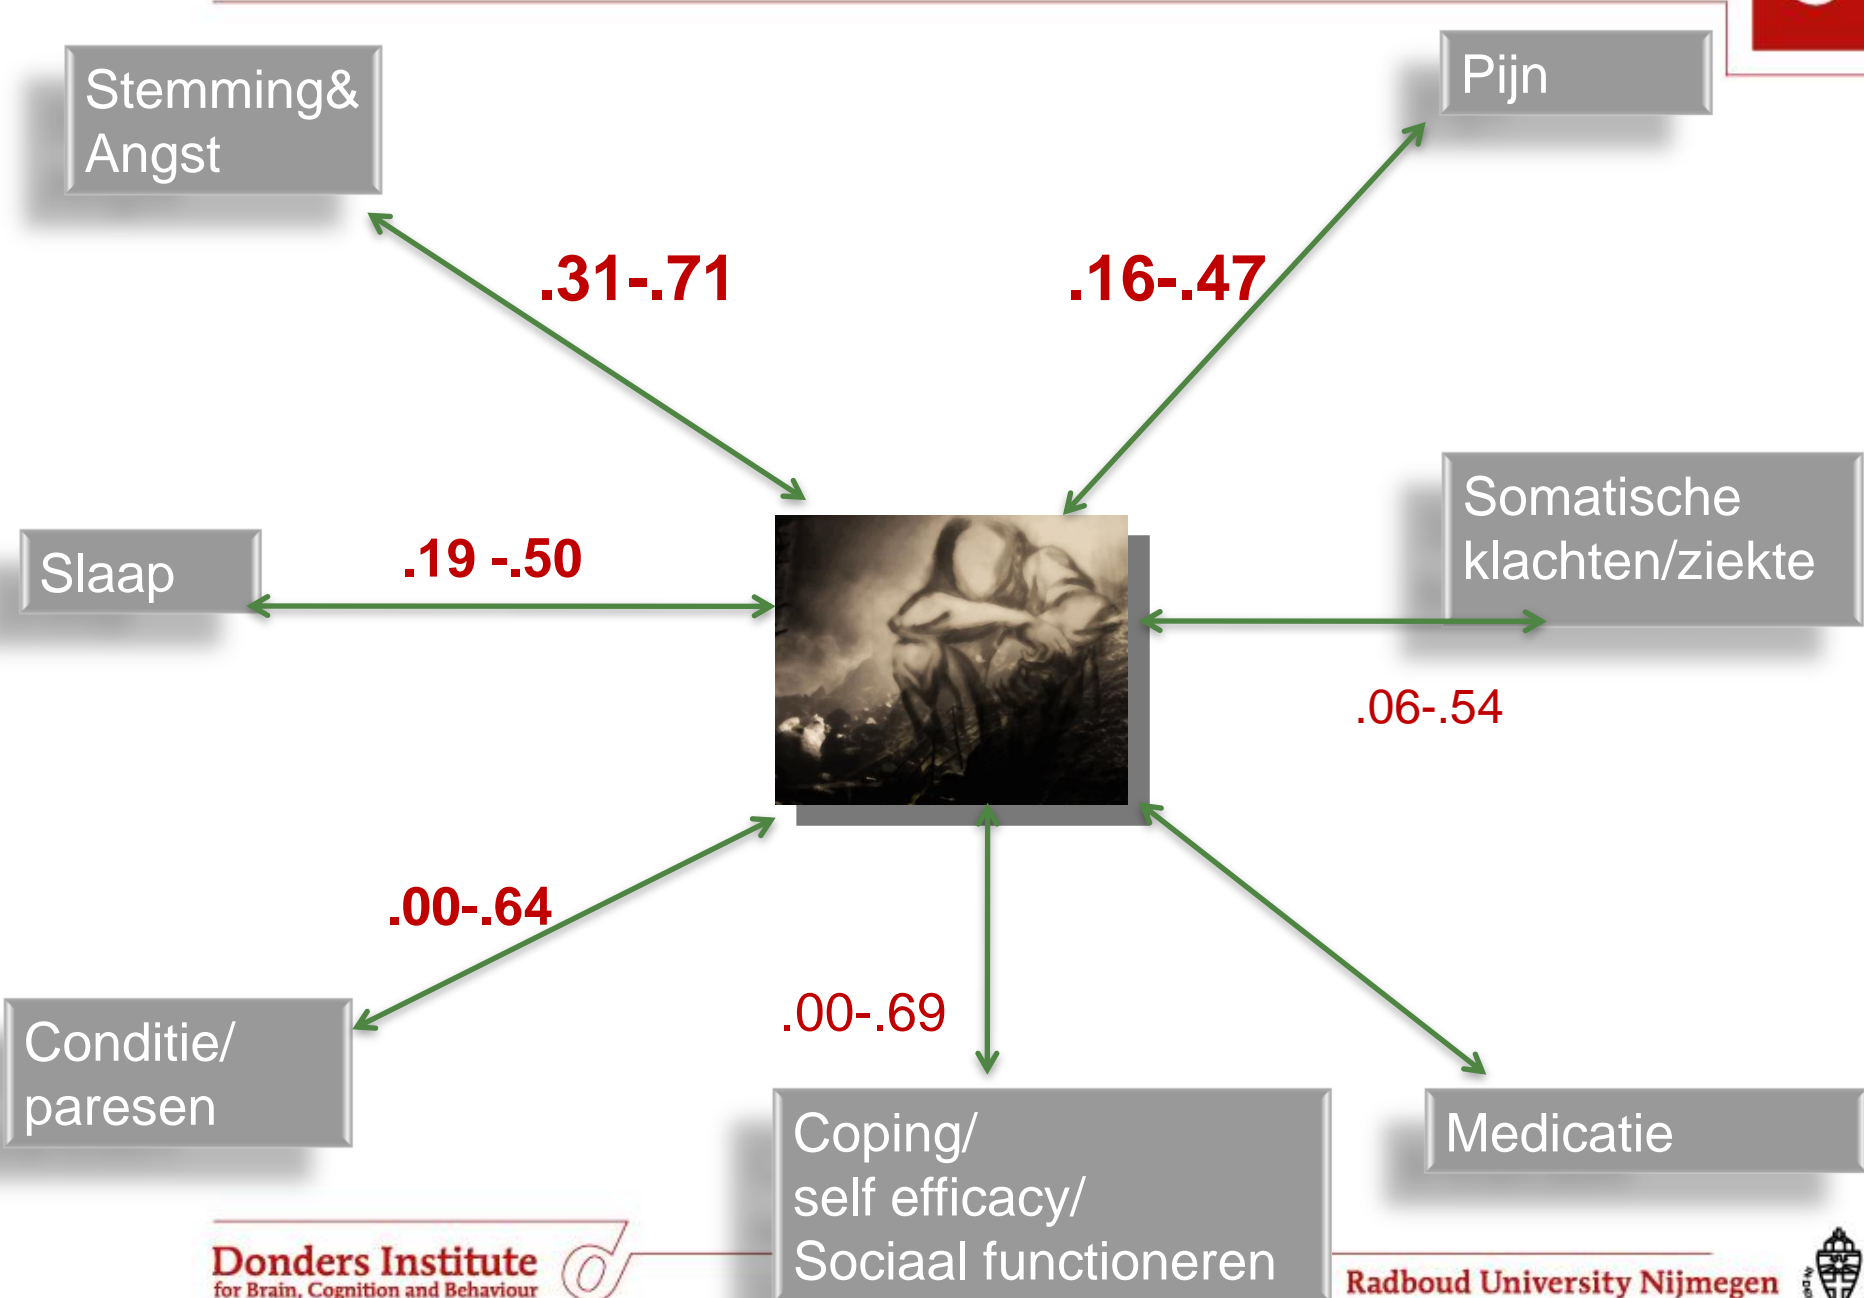 Stemming&
Angst
Pijn
.31-.71
.16-.47
Slaap
.19 -.50
Somatische
klachten/ziekte
.06-.54
.00-.64
.00-.69
Conditie/
paresen
Coping/
self efficacy/
Sociaal functioneren
Medicatie
Donders Institute
for Brain, Cognition and Behaviour
Radboud University Nijmegen